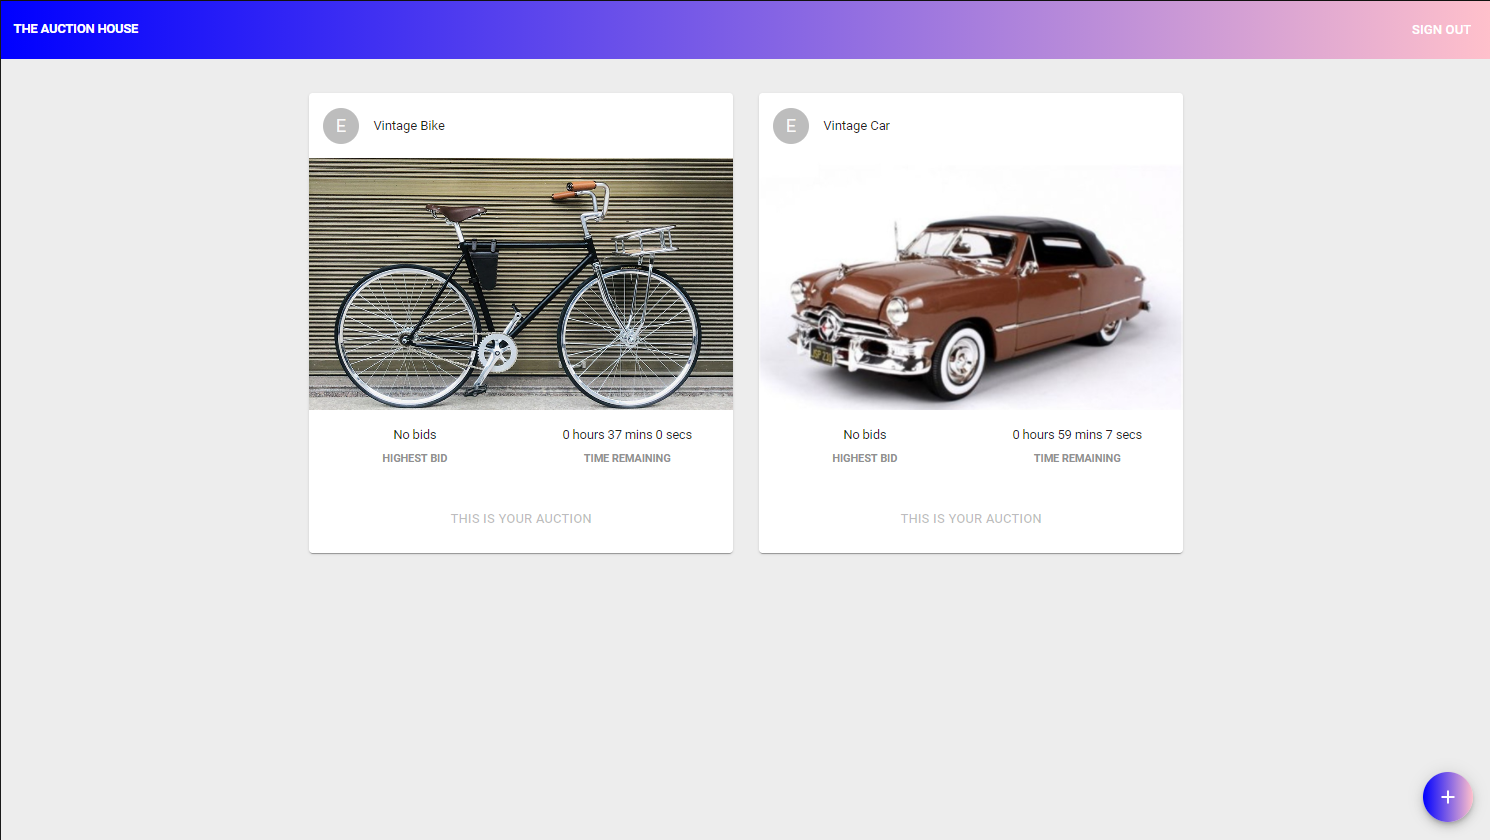 THE AUCTION HOUSE
SIGN OUT
E
Vintage Bike
No bids
0 hours 37 mins 0 secs
HIGHEST BID
TIME REMAINING
THIS IS YOUR AUCTION
E
Vintage Car
No bids
0 hours 59 mins 7 secs
HIGHEST BID
TIME REMAINING
THIS IS YOUR AUCTION
+